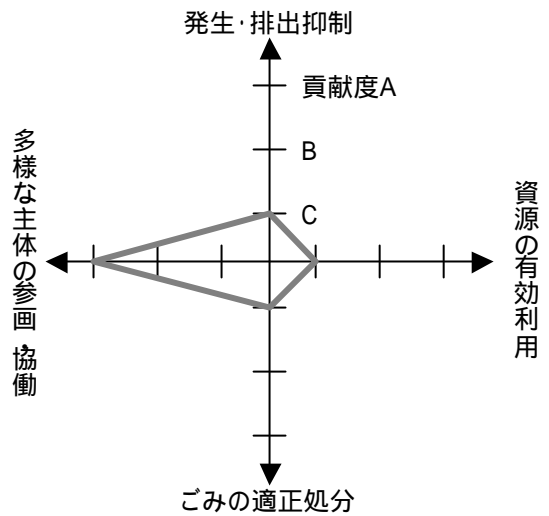 発生·排出抑制
貢献度A
B
C
多様な主体の参画・協働
資源の有効利用
ごみの適正処分